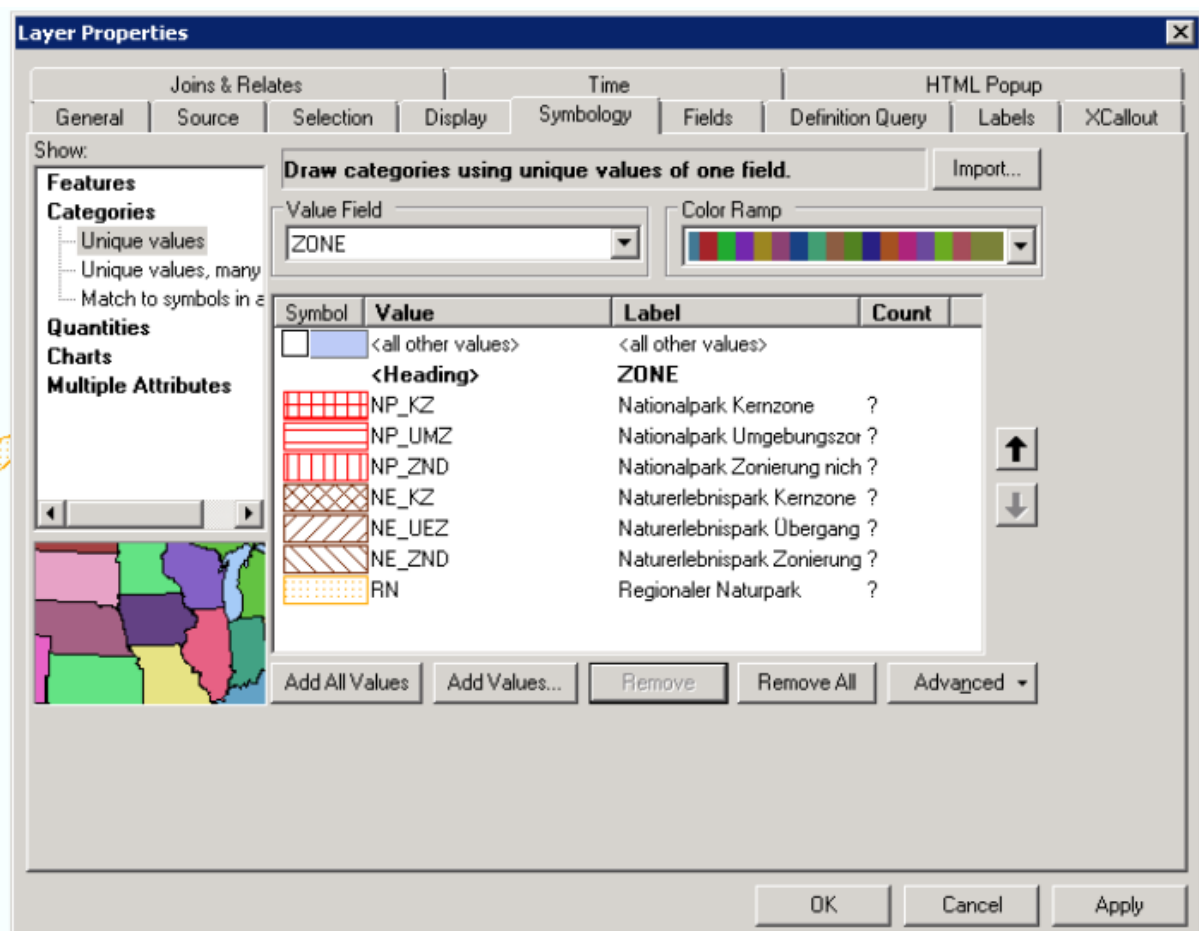 Layer Properties
Joins & Relates Time HTML Popup
General Source Selection Display Symbology Fields Definition Query Labels XCallout
Show:
Features
Categories
Unique values
Unique values, many
Match to symbols in a
Quantities
Charts
Multiple Attributes
Draw categories using unique values of one field.
Import...
Value Field
ZONE
Color Ramp
Symbol Value Label Count
<all other values> <all other values>
<Heading> ZONE
NP_KZ Nationalpark Kernzone ?
NP_UMZ Nationalpark Umgebungszor ?
NP_ZND Nationalpark Zonierung nich ?
NE_KZ Naturerlebnispark Kernzone ?
NE_UEZ Naturerlebnispark Übergang ?
NE_ZND Naturerlebnispark Zonierung ?
RN Regionaler Naturpark ?
Add All Values Add Values... Remove Remove All Advanced
OK Cancel Apply